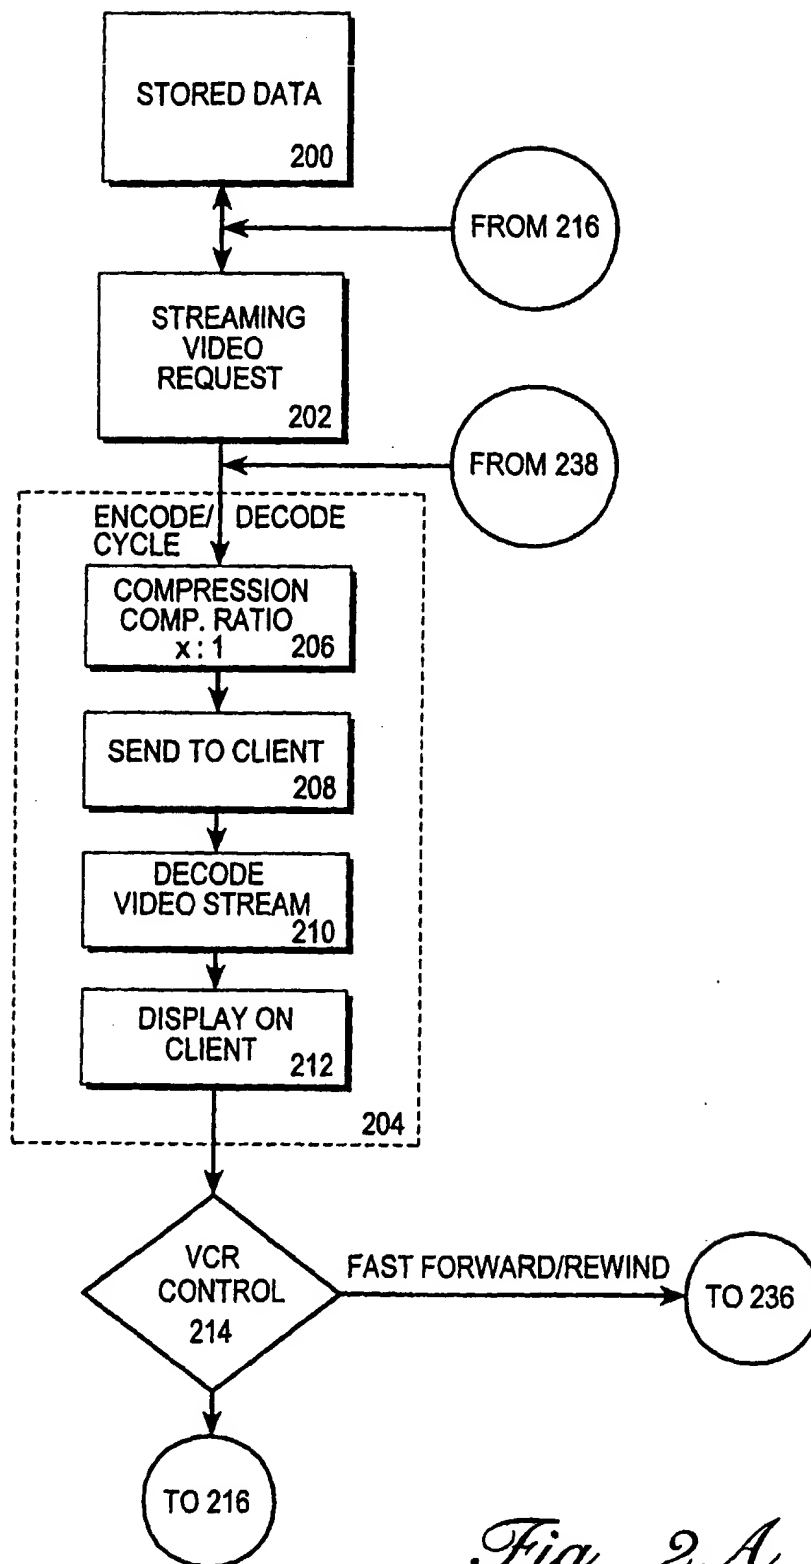 STORED DATA
200
FROM 216
STREAMING
VIDEO
REQUEST
202
FROM 238
ENCODE/ DECODE
CYCLE
COMPRESSION
COMP. RATIO
x : 1 206
SEND TO CLIENT
208
DECODE
VIDEO STREAM
210
DISPLAY ON
CLIENT
212
204
VCR
CONTROL
214
FAST FORWARD/REWIND
TO 236
TO 216
Fig. 2A